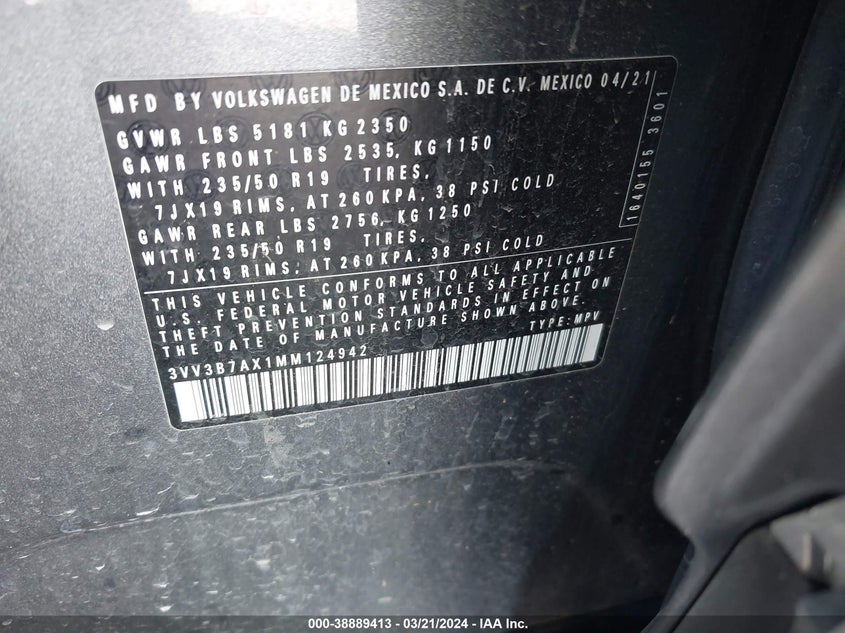 MFD BY VOLKSWAGEN DE MEXICO S.A. DE C.V. MEXICO 04/21
GVWR LBS 5181 KG 2350
GAWR FRONT LBS 2535, KG 1150
WITH 235/50 R19 TIRES,
7JX19 RIMS, AT 260 KPA, 38 PSI COLD
GAWR REAR LBS 2756, KG 1250
WITH 235/50 R19 TIRES,
7JX19 RIMS, AT 260 KPA, 38 PSI COLD
1640155 3601
THIS VEHICLE CONFORMS TO ALL APPLICABLE
U.S. FEDERAL MOTOR VEHICLE SAFETY AND
THEFT PREVENTION STANDARDS IN EFFECT ON
THE DATE OF MANUFACTURE SHOWN ABOVE.
3VV3B7AX1MM124942 TYPE: MPV
000-38889413 - 03/21/2024 - IAA Inc.